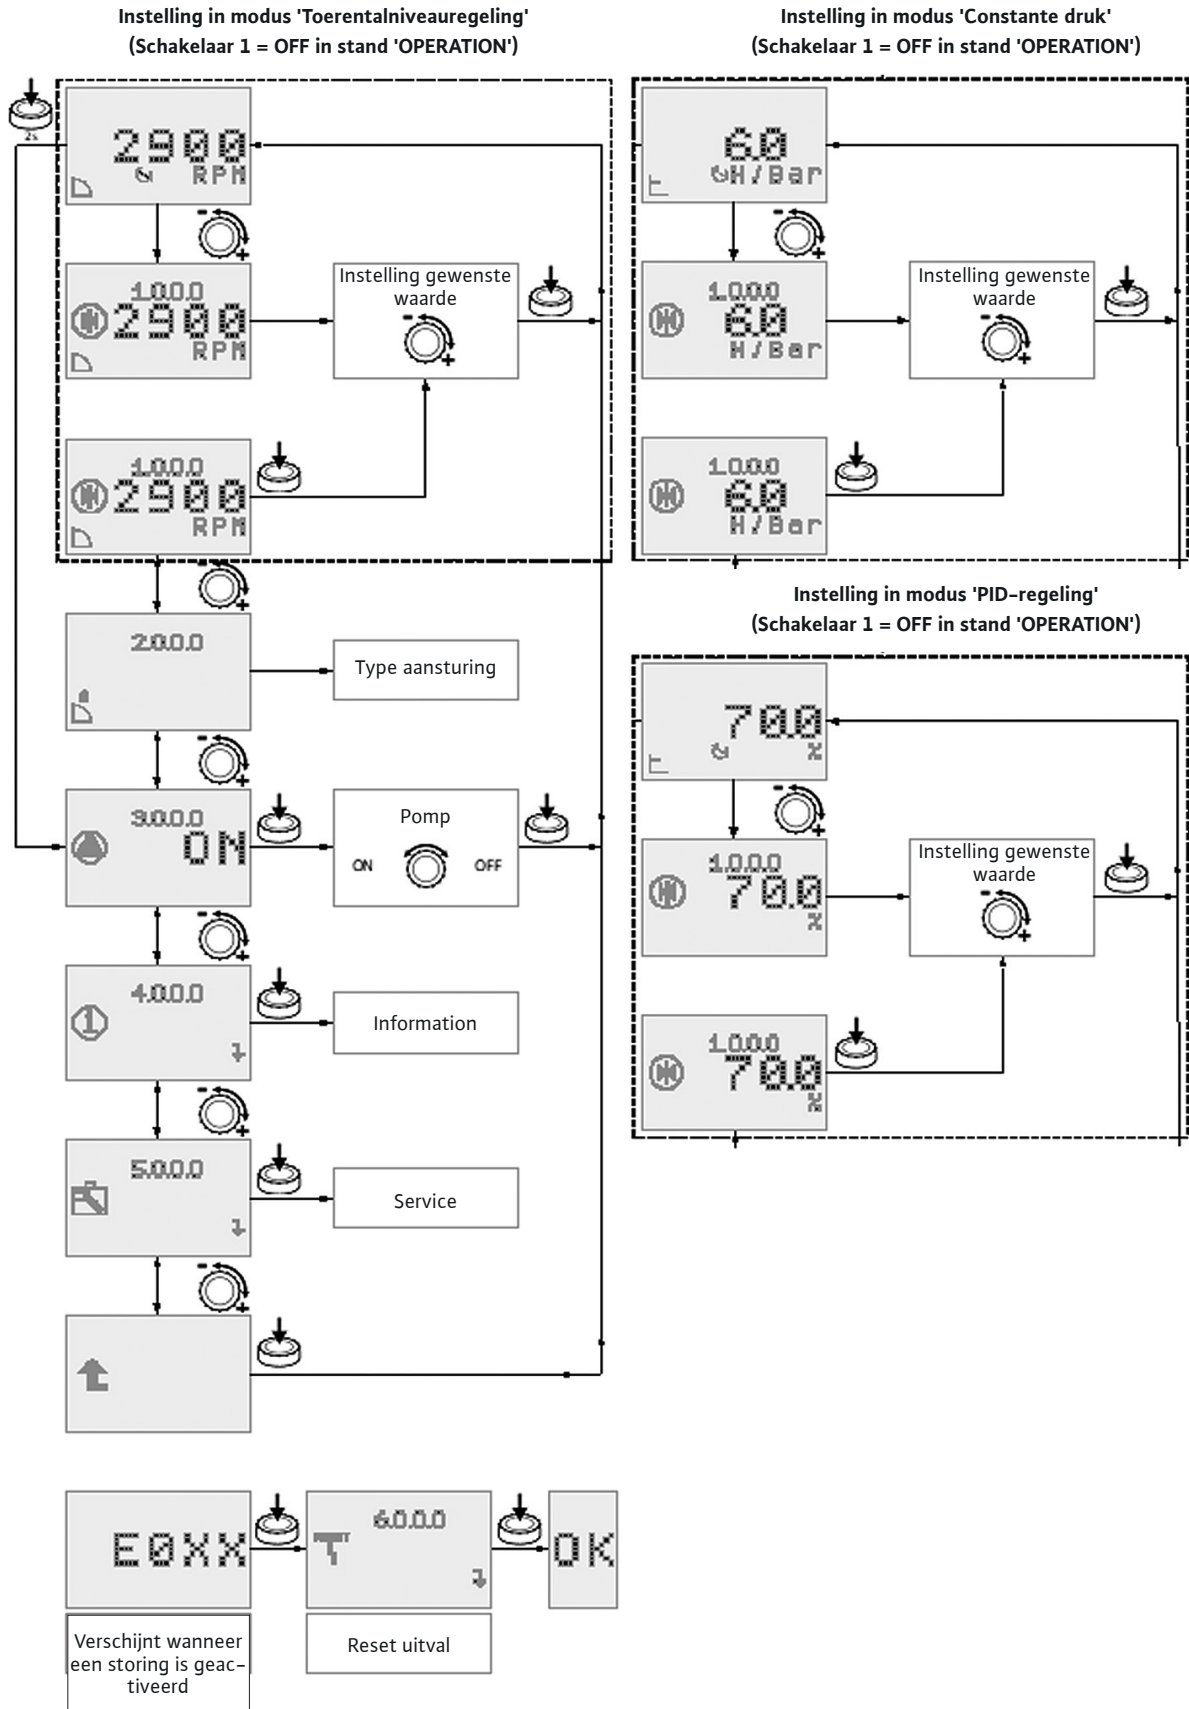 Instelling in modus 'Toerentalniveauregeling'
(Schakelaar 1 = OFF in stand 'OPERATION')
2s
2900
RPM
-
+
1.0.0.0
2900
RPM
Instelling gewenste
waarde
-
+
1.0.0.0
2900
RPM
-
+
2.0.0.0
Type aansturing
-
+
3.0.0.0
ON
Pomp
ON
OFF
-
+
4.0.0.0
1
Information
-
+
5.0.0.0
Service
-
+
E0XX
6.0.0.0
RESET
OK
Verschijnt wanneer
een storing is geac-
tiveerd
Reset uitval
Instelling in modus 'Constante druk'
(Schakelaar 1 = OFF in stand 'OPERATION')
6.0
H/Bar
-
+
1.0.0.0
6.0
H/Bar
Instelling gewenste
waarde
-
+
1.0.0.0
6.0
H/Bar
Instelling in modus 'PID-regeling'
(Schakelaar 1 = OFF in stand 'OPERATION')
70.0
%
-
+
1.0.0.0
70.0
%
Instelling gewenste
waarde
-
+
1.0.0.0
70.0
%